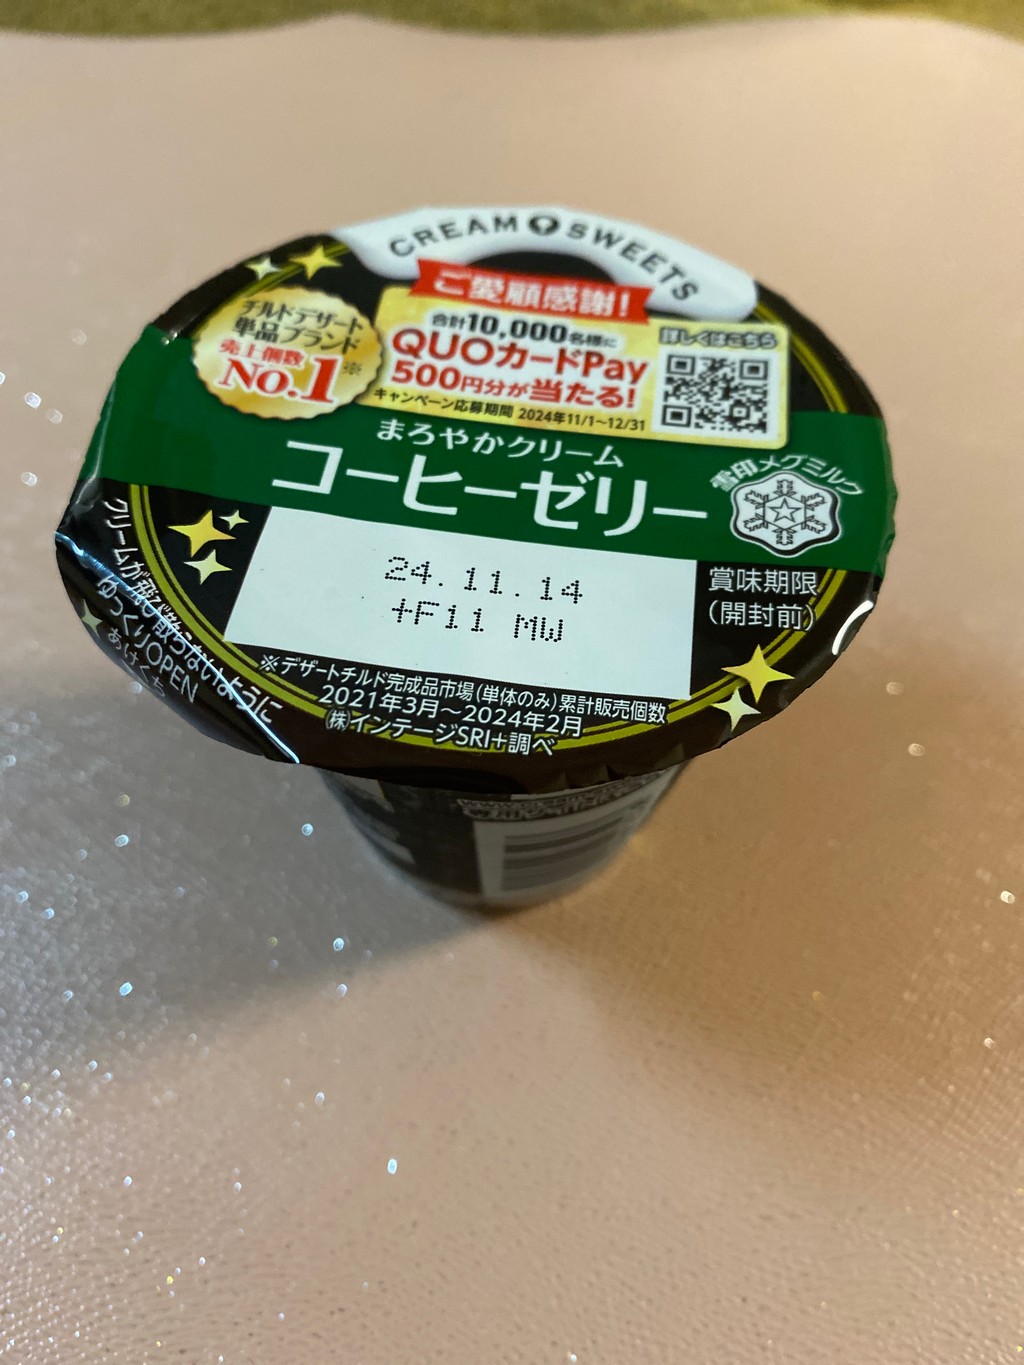 CREAM SWEETS
ご愛顧感謝!
合計10,000名様に
QUOカードPay
500円分が当たる!
キャンペーン応募期間 2024年11/1〜12/31
詳しくはこちら
チルドデザート
単品ブランド
売上個数
No.1※
まろやかクリーム
コーヒーゼリー
雪印メグミルク
24.11.14
+F11 MW
賞味期限
(開封前)
※デザートチルド完成品市場(単体のみ)累計販売個数
2021年3月〜2024年2月
㈱インテージSRI+調べ
クリームが飛び散らないように
ゆっくりOPEN
あけくち